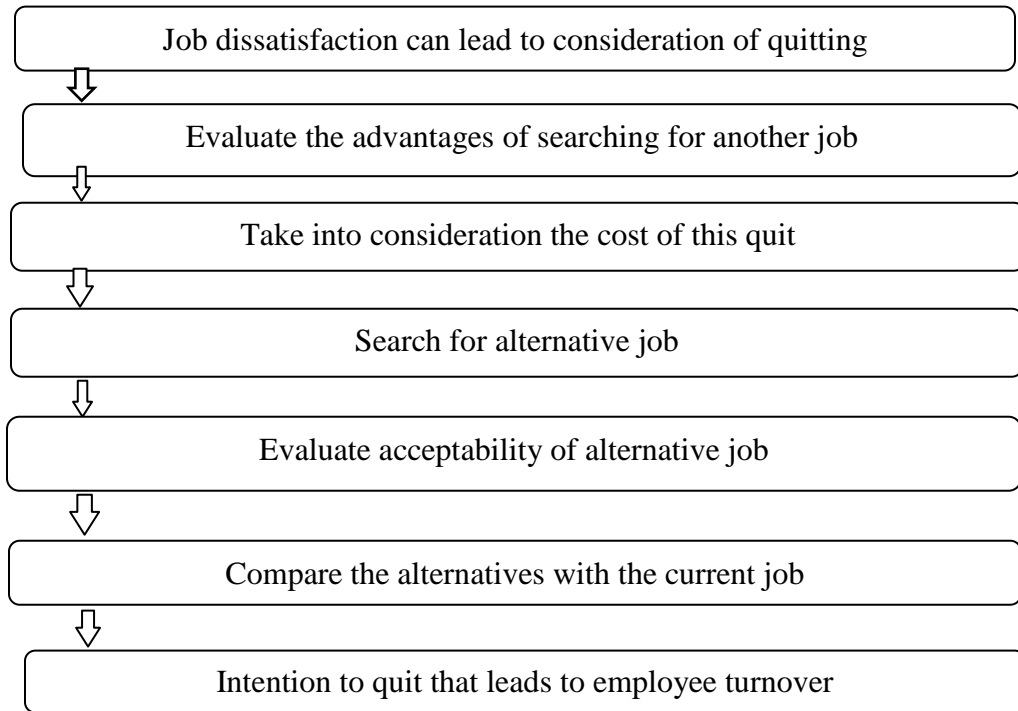 Job dissatisfaction can lead to consideration of quitting
Evaluate the advantages of searching for another job
Take into consideration the cost of this quit
Search for alternative job
Evaluate acceptability of alternative job
Compare the alternatives with the current job
Intention to quit that leads to employee turnover